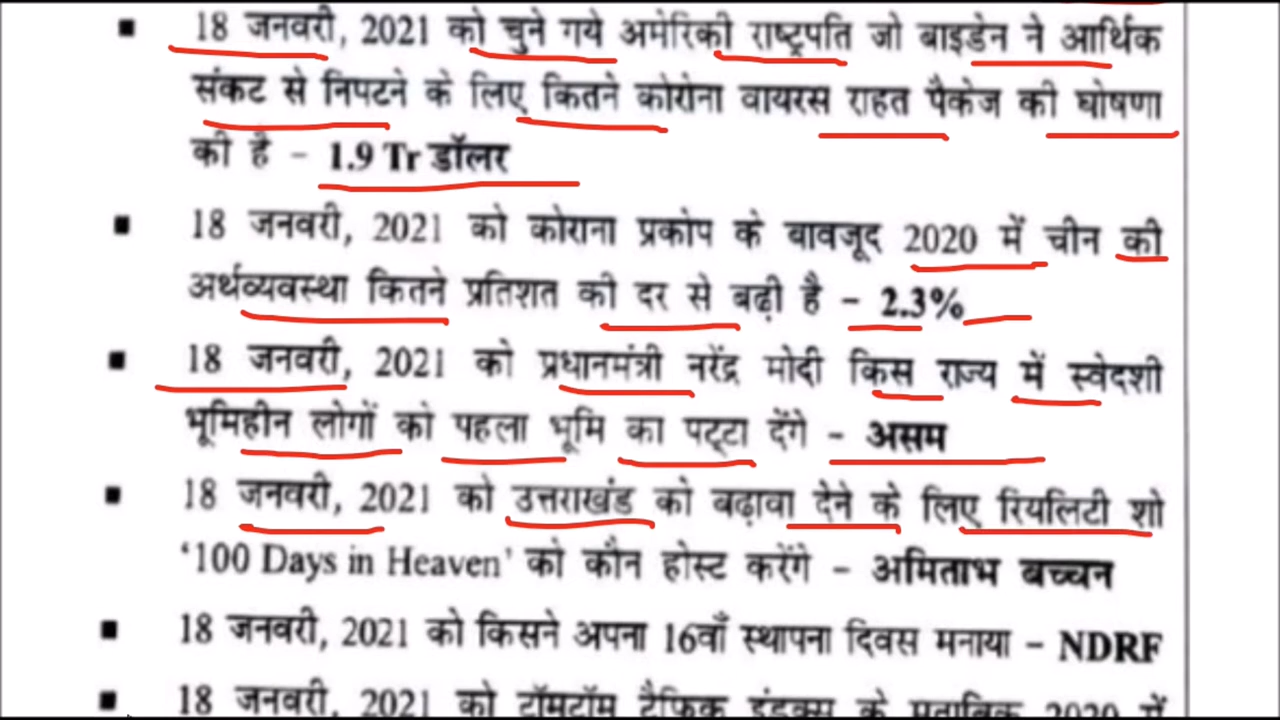 ▪ 18 जनवरी, 2021 को चुने गये अमेरिकी राष्ट्रपति जो बाइडेन ने आर्थिक
संकट से निपटने के लिए कितने कोरोना वायरस राहत पैकेज की घोषणा
की है – 1.9 Tr डॉलर
▪ 18 जनवरी, 2021 को कोराना प्रकोप के बावजूद 2020 में चीन की
अर्थव्यवस्था कितने प्रतिशत की दर से बढ़ी है – 2.3%
▪ 18 जनवरी, 2021 को प्रधानमंत्री नरेंद्र मोदी किस राज्य में स्वेदशी
भूमिहीन लोगों को पहला भूमि का पट्टा देंगे – असम
▪ 18 जनवरी, 2021 को उत्तराखंड को बढ़ावा देने के लिए रियलिटी शो
‘100 Days in Heaven’ को कौन होस्ट करेंगे – अमिताभ बच्चन
▪ 18 जनवरी, 2021 को किसने अपना 16वाँ स्थापना दिवस मनाया – NDRF
▪ 18 जनवरी, 2021 को टॉमटॉम ट्रैफिक इंडेक्स के मुताबिक 2020 में